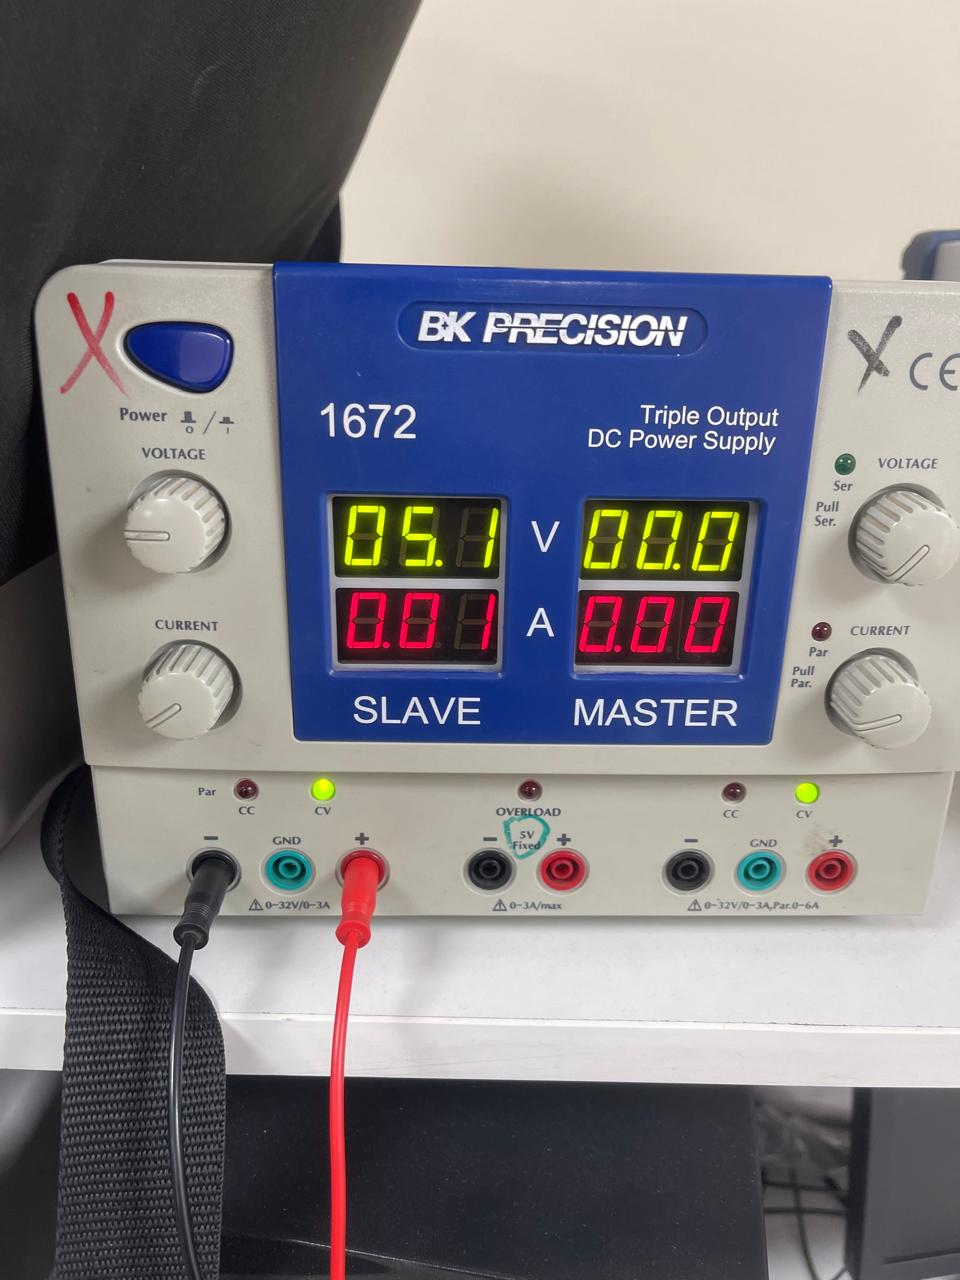 BK PRECISION
X
X CE
Power 0 / 1
1672
Triple Output
DC Power Supply
VOLTAGE
Ser
VOLTAGE
Pull
Ser.
05.1 V 00.0
CURRENT
0.01 A 0.00
CURRENT
Par
Pull
Par.
SLAVE MASTER
Par CC CV
OVERLOAD
CC CV
- GND +
- 5V Fixed +
- GND +
0~32V/0~3A
0~3A/max
0~32V/0~3A,Par.0~6A